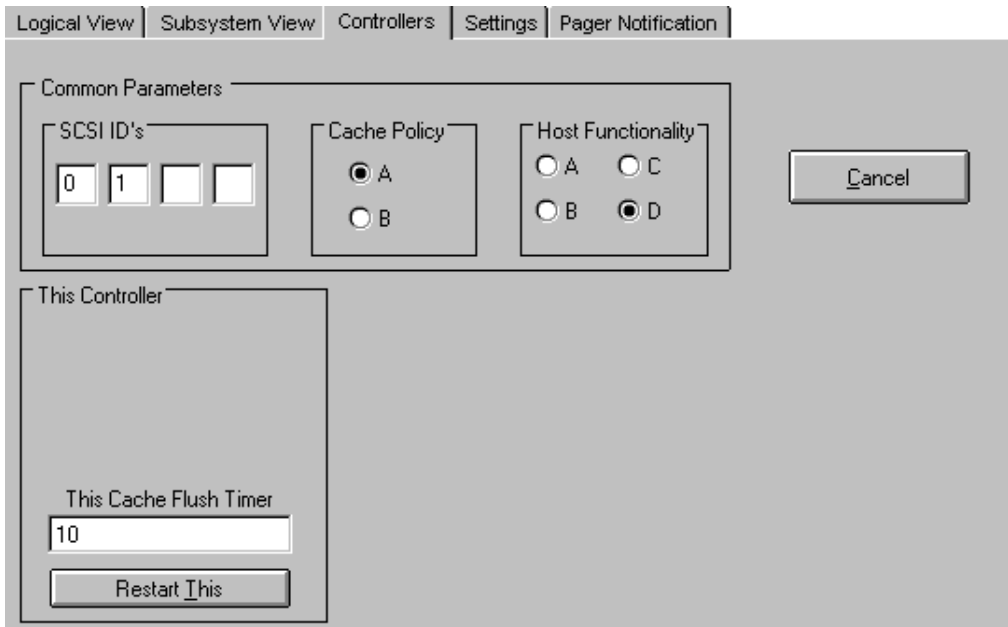 Logical View Subsystem View Controllers Settings Pager Notification
Common Parameters
SCSI ID's Cache Policy Host Functionality
0 1 A A C
B B D
Cancel
This Controller
This Cache Flush Timer
10
Restart This